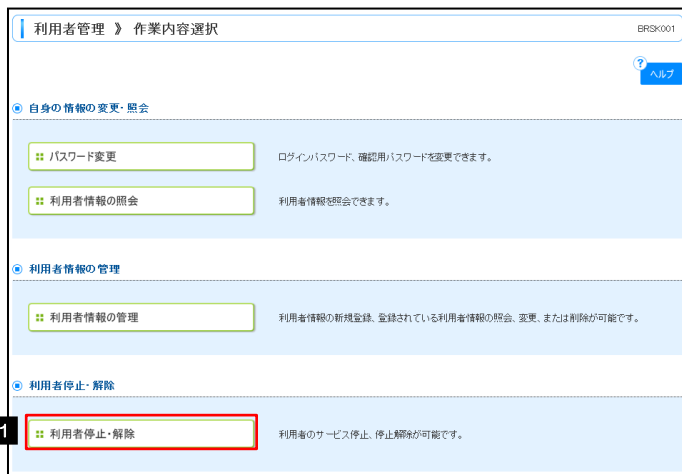 利用者管理 》 作業内容選択
BRSK001
?
ヘルプ
自身の情報の変更・照会
パスワード変更
ログインパスワード、確認用パスワードを変更できます。
利用者情報の照会
利用者情報を照会できます。
利用者情報の管理
利用者情報の管理
利用者情報の新規登録、登録されている利用者情報の照会、変更、または削除が可能です。
利用者停止・解除
1
利用者停止・解除
利用者のサービス停止、停止解除が可能です。